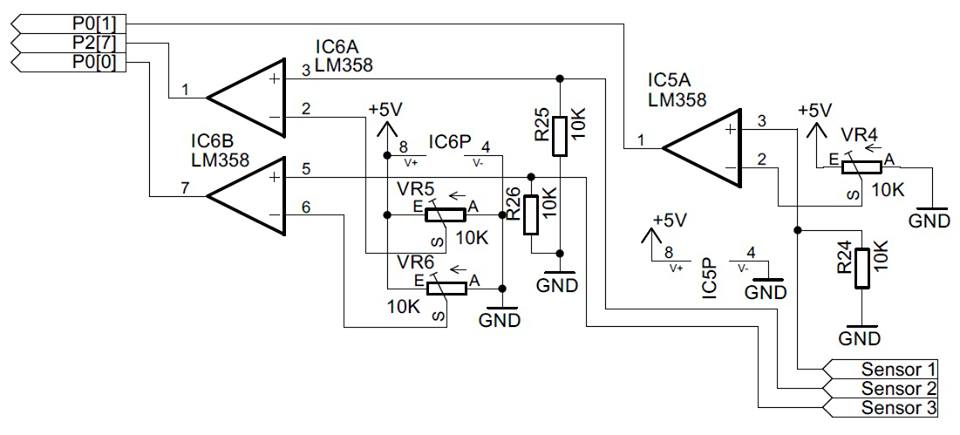 P0[1]
P2[7]
P0[0]
IC6A
LM358
3
1
+
-
2
IC6B
LM358
5
7
+
-
6
+5V
8
V+
IC6P
4
V-
VR5
E
A
S
10K
VR6
E
A
S
10K
GND
R25
10K
R26
10K
GND
IC5A
LM358
3
1
+
-
2
+5V
VR4
E
A
S
10K
GND
+5V
8
V+
IC5P
4
V-
GND
R24
10K
GND
Sensor 1
Sensor 2
Sensor 3